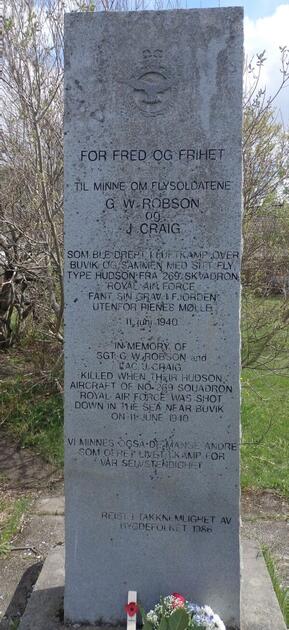 FOR FRED OG FRIHET
TIL MINNE OM FLYSOLDATENE
G W ROBSON
OG
J CRAIG
SOM BLE DREPT I LUFTKAMP OVER
BUVIK OG SAMMEN MED SITT FLY
TYPE HUDSON FRA 269. SKVADRON
ROYAL AIR FORCE
FANT SIN GRAV I FJORDEN
UTENFOR RIENES MØLLE
11. juni 1940
IN MEMORY OF
SGT. G W ROBSON and
LAC J CRAIG
KILLED WHEN THEIR HUDSON
AIRCRAFT OF NO 269 SQUADRON
ROYAL AIR FORCE WAS SHOT
DOWN IN THE SEA NEAR BUVIK
ON 11 JUNE 1940
VI MINNES OGSÅ DE MANGE ANDRE
SOM OFRET LIVET I KAMP FOR
VÅR SELVSTENDIGHET
REIST I TAKKNEMLIGHET AV
BYGDEFOLKET 1986